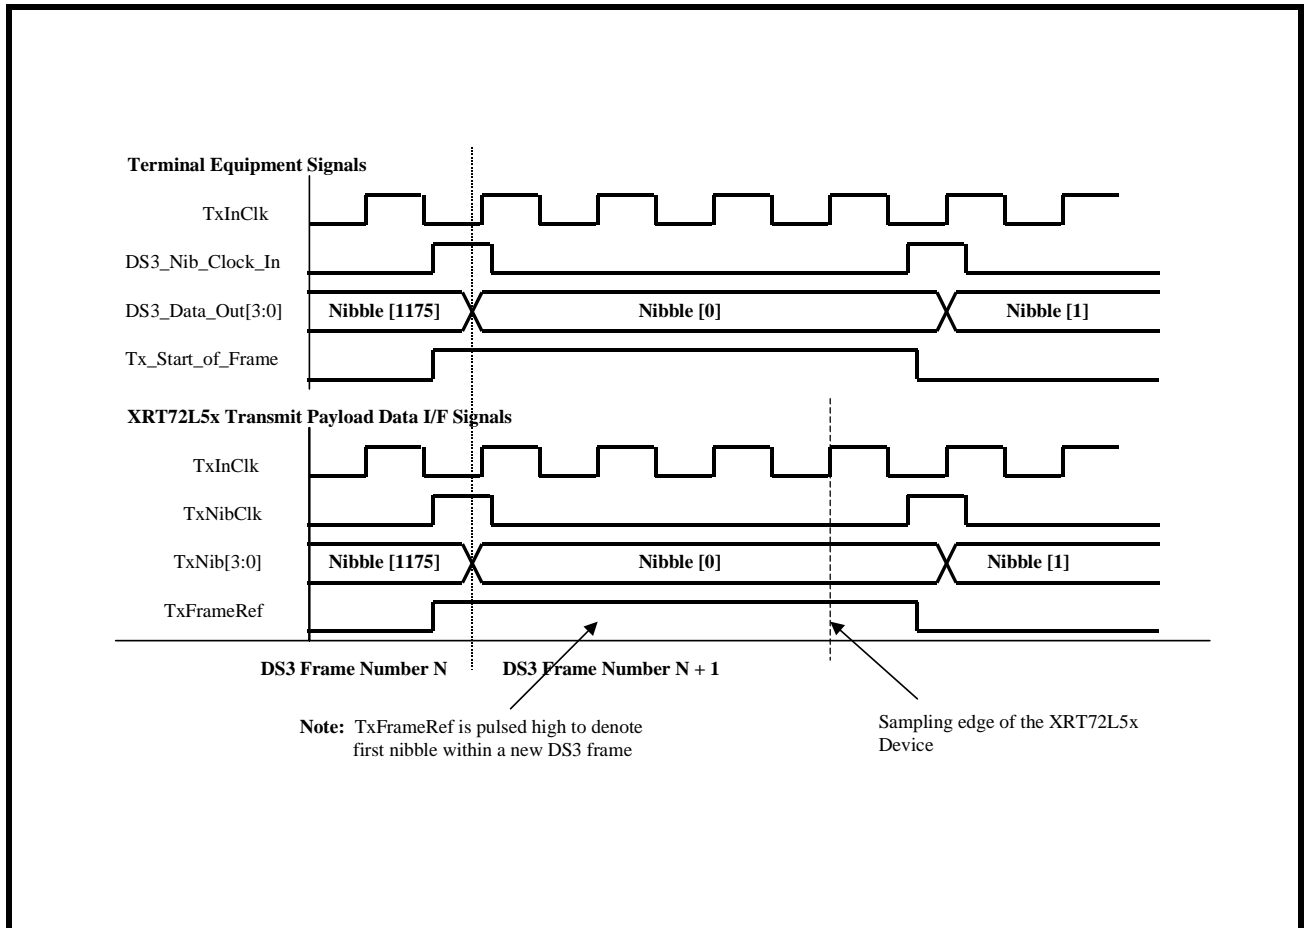 Terminal Equipment Signals
TxInClk
DS3_Nib_Clock_In
DS3_Data_Out[3:0] Nibble [1175] Nibble [0] Nibble [1]
Tx_Start_of_Frame
XRT72L5x Transmit Payload Data I/F Signals
TxInClk
TxNibClk
TxNib[3:0] Nibble [1175] Nibble [0] Nibble [1]
TxFrameRef
DS3 Frame Number N DS3 Frame Number N + 1
Note: TxFrameRef is pulsed high to denote
first nibble within a new DS3 frame
Sampling edge of the XRT72L5x
Device